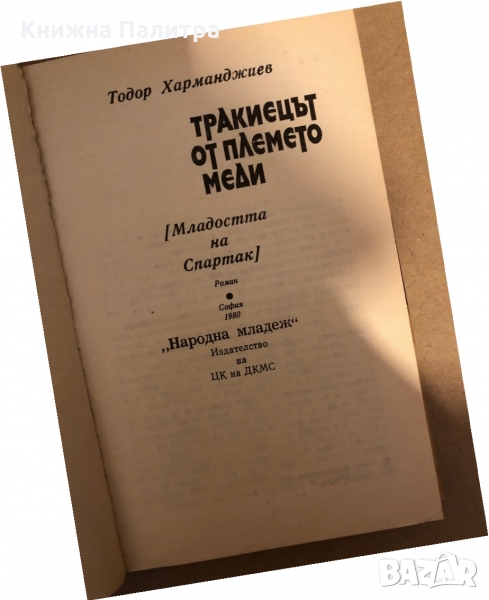 Книжна Палитра
Тодор Харманджиев
ТРАКИЕЦЪТ
ОТ ПЛЕМЕТО
МЕДИ
[Младостта
на
Спартак]
Роман
София
1980
„Народна младеж“
Издателство
на
ЦК на ДКМС
BAZAR